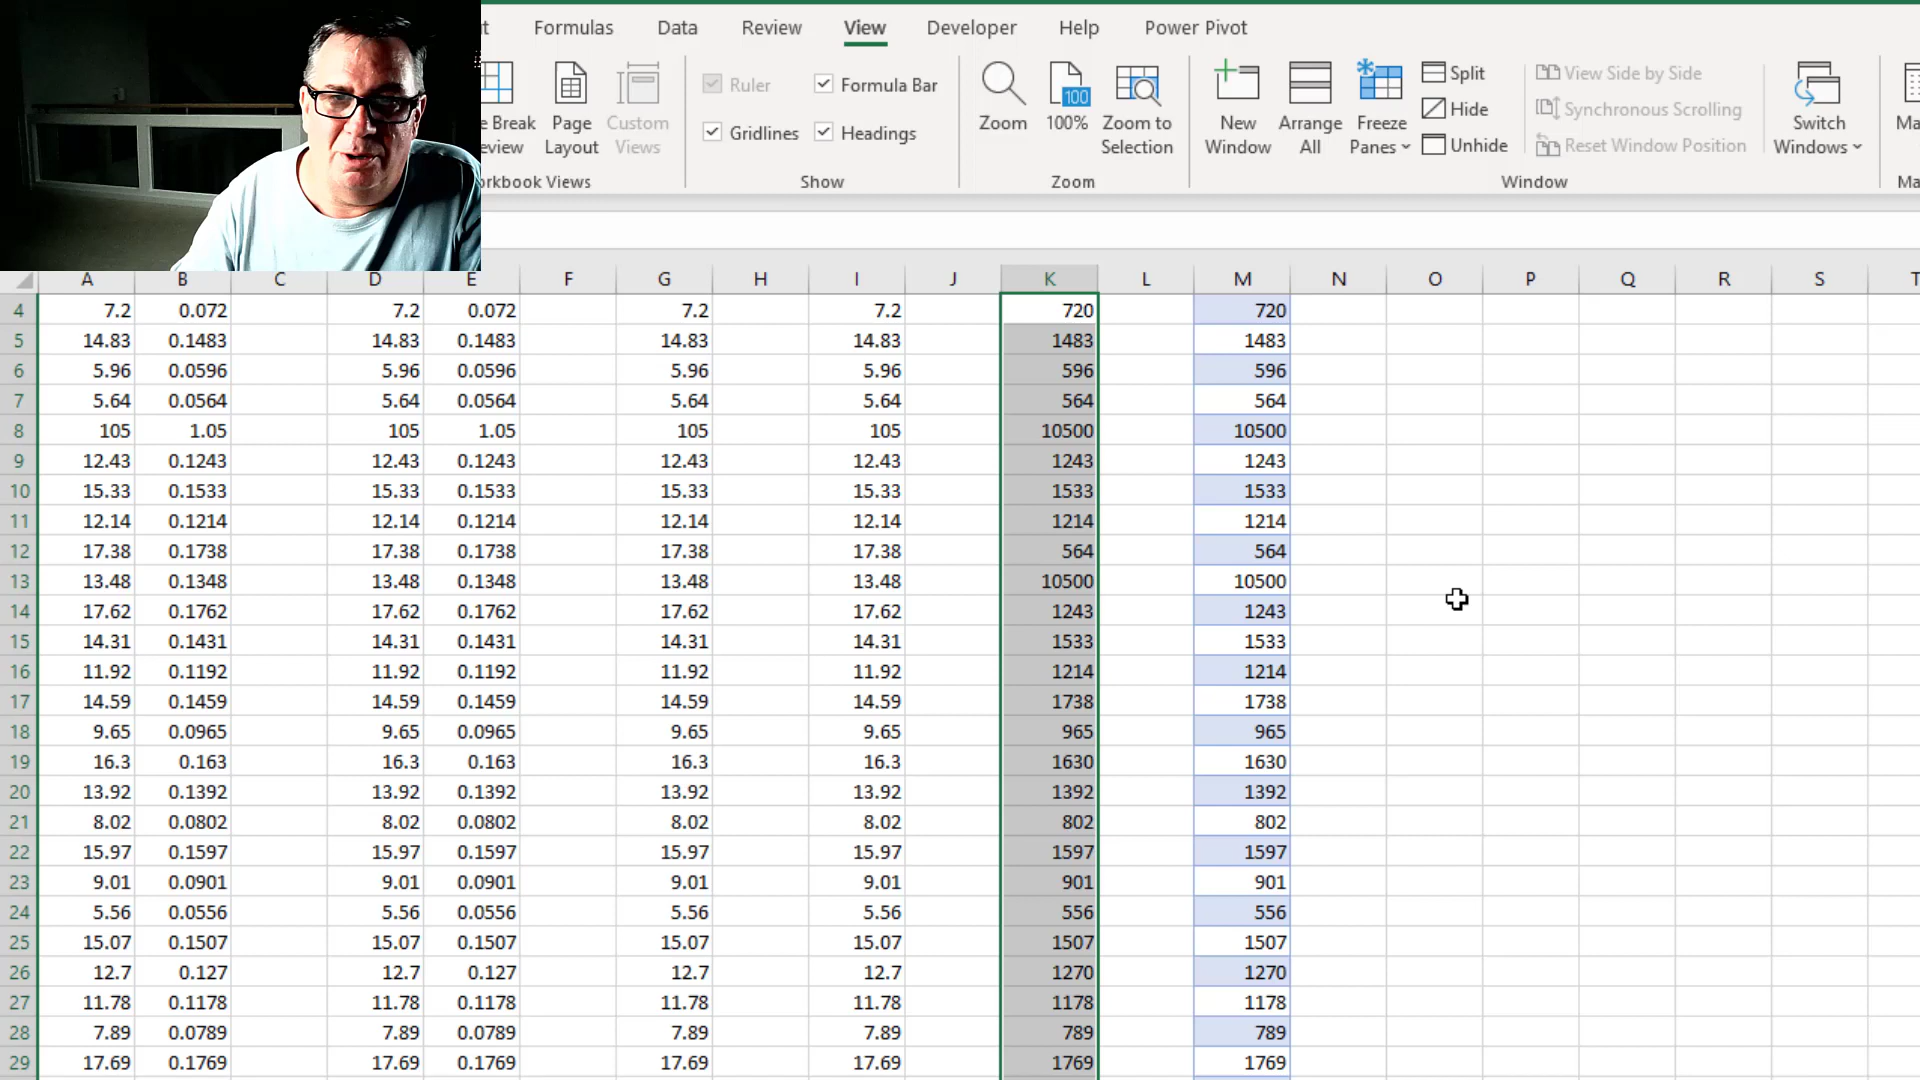 t Formulas Data Review View Developer Help Power Pivot
Ruler Formula Bar Split View Side by Side
Gridlines Headings Hide Synchronous Scrolling
e Break Page Custom Zoom 100% Zoom to New Arrange Freeze Unhide Reset Window Position Switch Ma
eview Layout Views Selection Window All Panes Windows
100
orkbook Views Show Zoom Window Ma
A B C D E F G H I J K L M N O P Q R S T
4 7.2 0.072 7.2 0.072 7.2 7.2 720 720
5 14.83 0.1483 14.83 0.1483 14.83 14.83 1483 1483
6 5.96 0.0596 5.96 0.0596 5.96 5.96 596 596
7 5.64 0.0564 5.64 0.0564 5.64 5.64 564 564
8 105 1.05 105 1.05 105 105 10500 10500
9 12.43 0.1243 12.43 0.1243 12.43 12.43 1243 1243
10 15.33 0.1533 15.33 0.1533 15.33 15.33 1533 1533
11 12.14 0.1214 12.14 0.1214 12.14 12.14 1214 1214
12 17.38 0.1738 17.38 0.1738 17.38 17.38 564 564
13 13.48 0.1348 13.48 0.1348 13.48 13.48 10500 10500
14 17.62 0.1762 17.62 0.1762 17.62 17.62 1243 1243
15 14.31 0.1431 14.31 0.1431 14.31 14.31 1533 1533
16 11.92 0.1192 11.92 0.1192 11.92 11.92 1214 1214
17 14.59 0.1459 14.59 0.1459 14.59 14.59 1738 1738
18 9.65 0.0965 9.65 0.0965 9.65 9.65 965 965
19 16.3 0.163 16.3 0.163 16.3 16.3 1630 1630
20 13.92 0.1392 13.92 0.1392 13.92 13.92 1392 1392
21 8.02 0.0802 8.02 0.0802 8.02 8.02 802 802
22 15.97 0.1597 15.97 0.1597 15.97 15.97 1597 1597
23 9.01 0.0901 9.01 0.0901 9.01 9.01 901 901
24 5.56 0.0556 5.56 0.0556 5.56 5.56 556 556
25 15.07 0.1507 15.07 0.1507 15.07 15.07 1507 1507
26 12.7 0.127 12.7 0.127 12.7 12.7 1270 1270
27 11.78 0.1178 11.78 0.1178 11.78 11.78 1178 1178
28 7.89 0.0789 7.89 0.0789 7.89 7.89 789 789
29 17.69 0.1769 17.69 0.1769 17.69 17.69 1769 1769